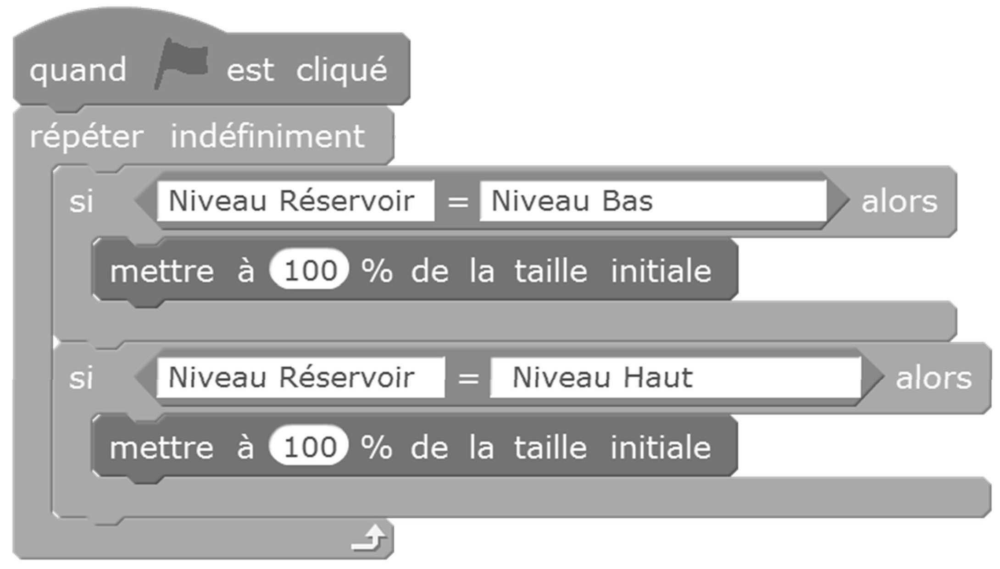 quand est cliqué
répéter indéfiniment
si Niveau Réservoir = Niveau Bas alors
mettre à 100 % de la taille initiale
si Niveau Réservoir = Niveau Haut alors
mettre à 100 % de la taille initiale